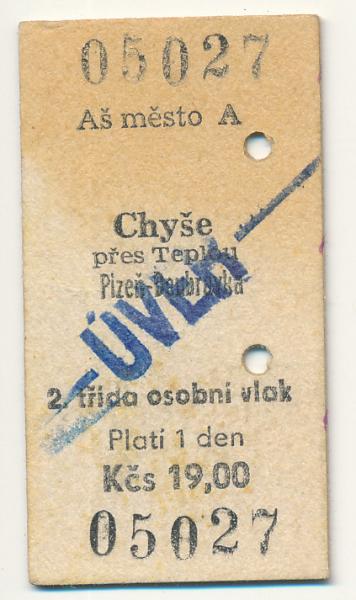 05027
Aš město A
Chyše
přes Teplou
Plzeň-Doubravka
ÚVER
2. třída osobní vlak
Platí 1 den
Kčs 19,00
05027